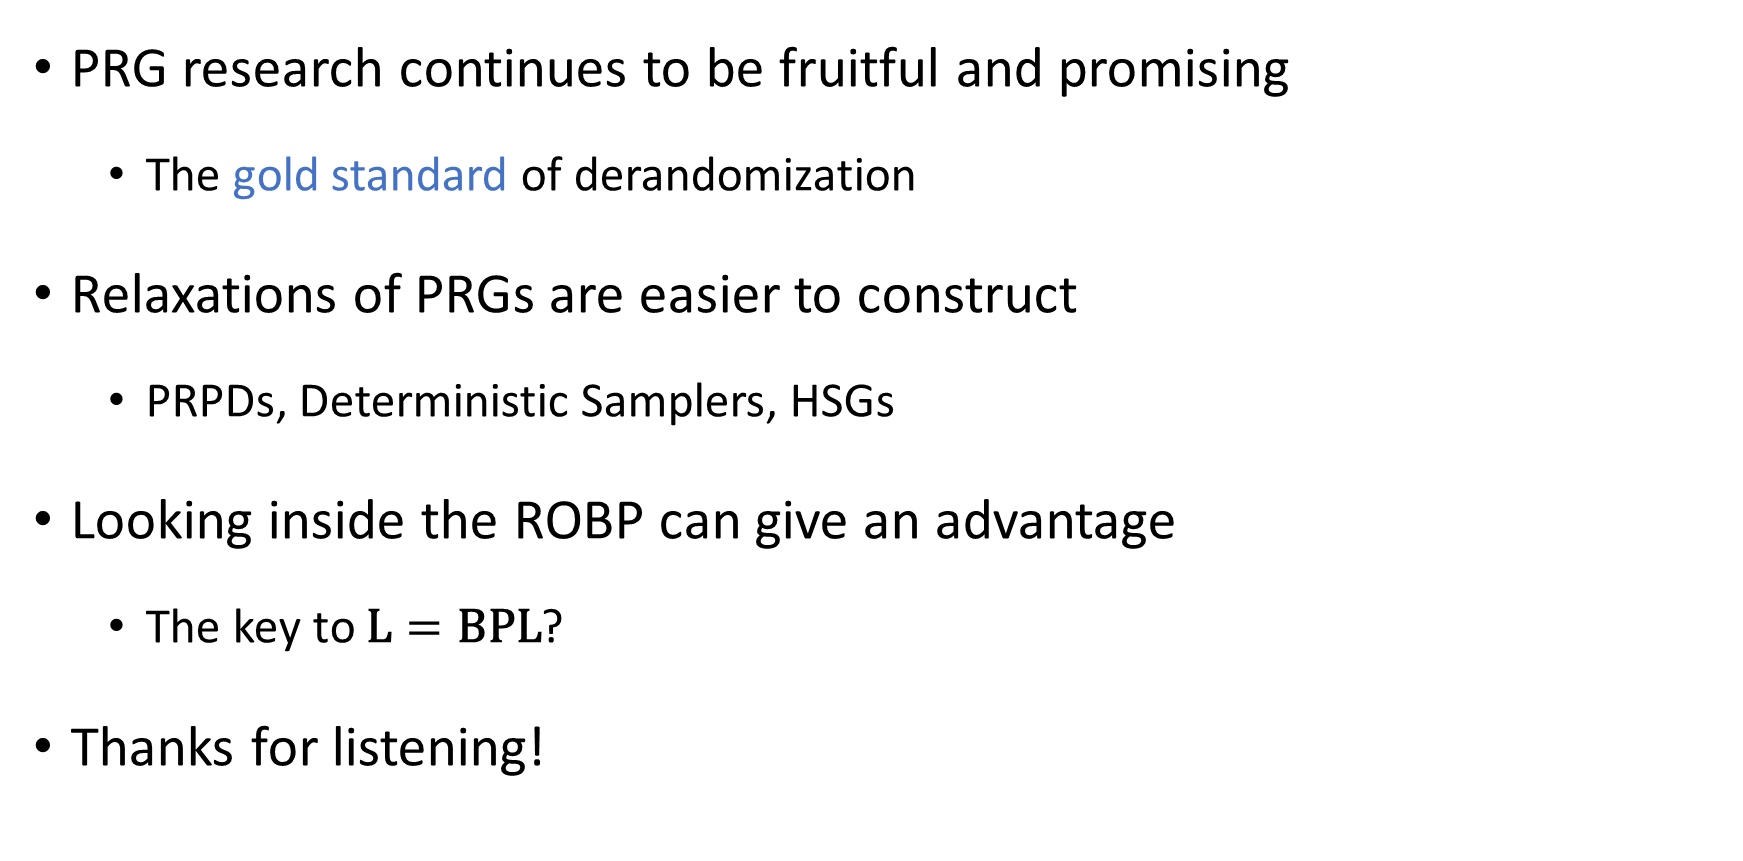 • PRG research continues to be fruitful and promising
• The gold standard of derandomization
• Relaxations of PRGs are easier to construct
• PRPDs, Deterministic Samplers, HSGs
• Looking inside the ROBP can give an advantage
• The key to L = BPL?
• Thanks for listening!